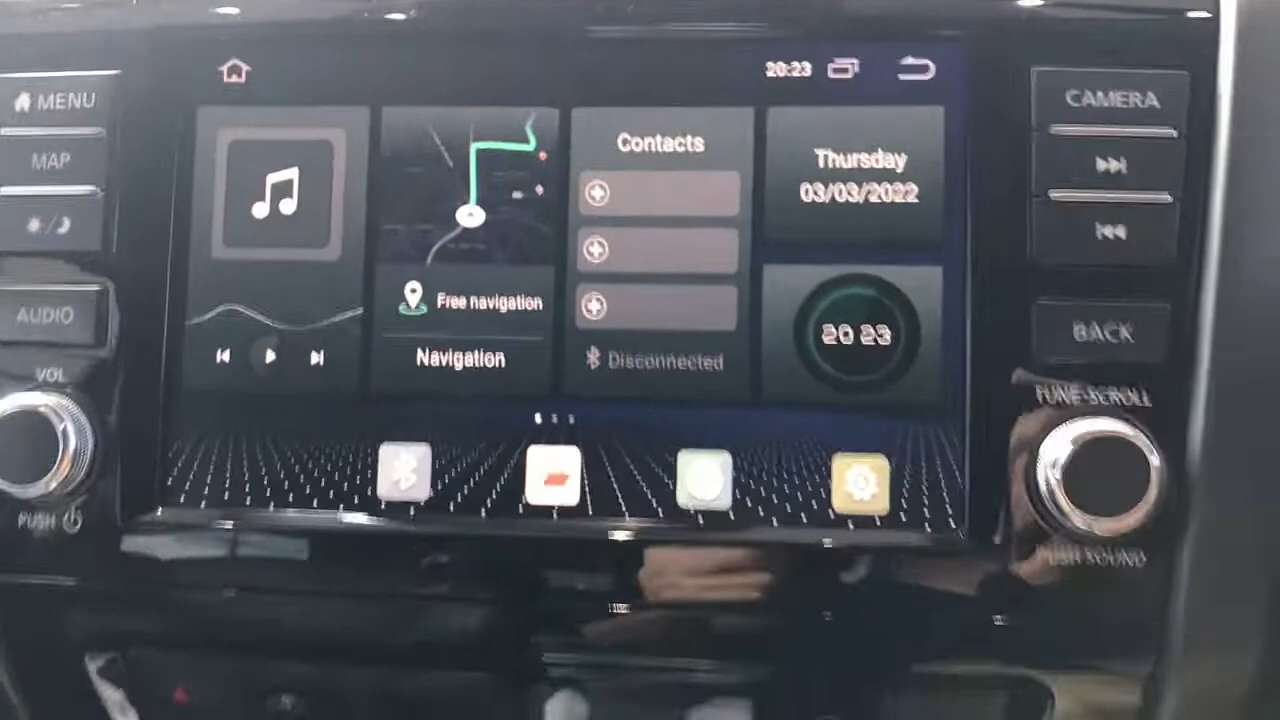 MENU
MAP
AUDIO
VOL
PUSH
20:23
Free navigation
Navigation
Contacts
Disconnected
Thursday
03/03/2022
20 23
CAMERA
BACK
TUNE·SCROLL
PUSH SOUND